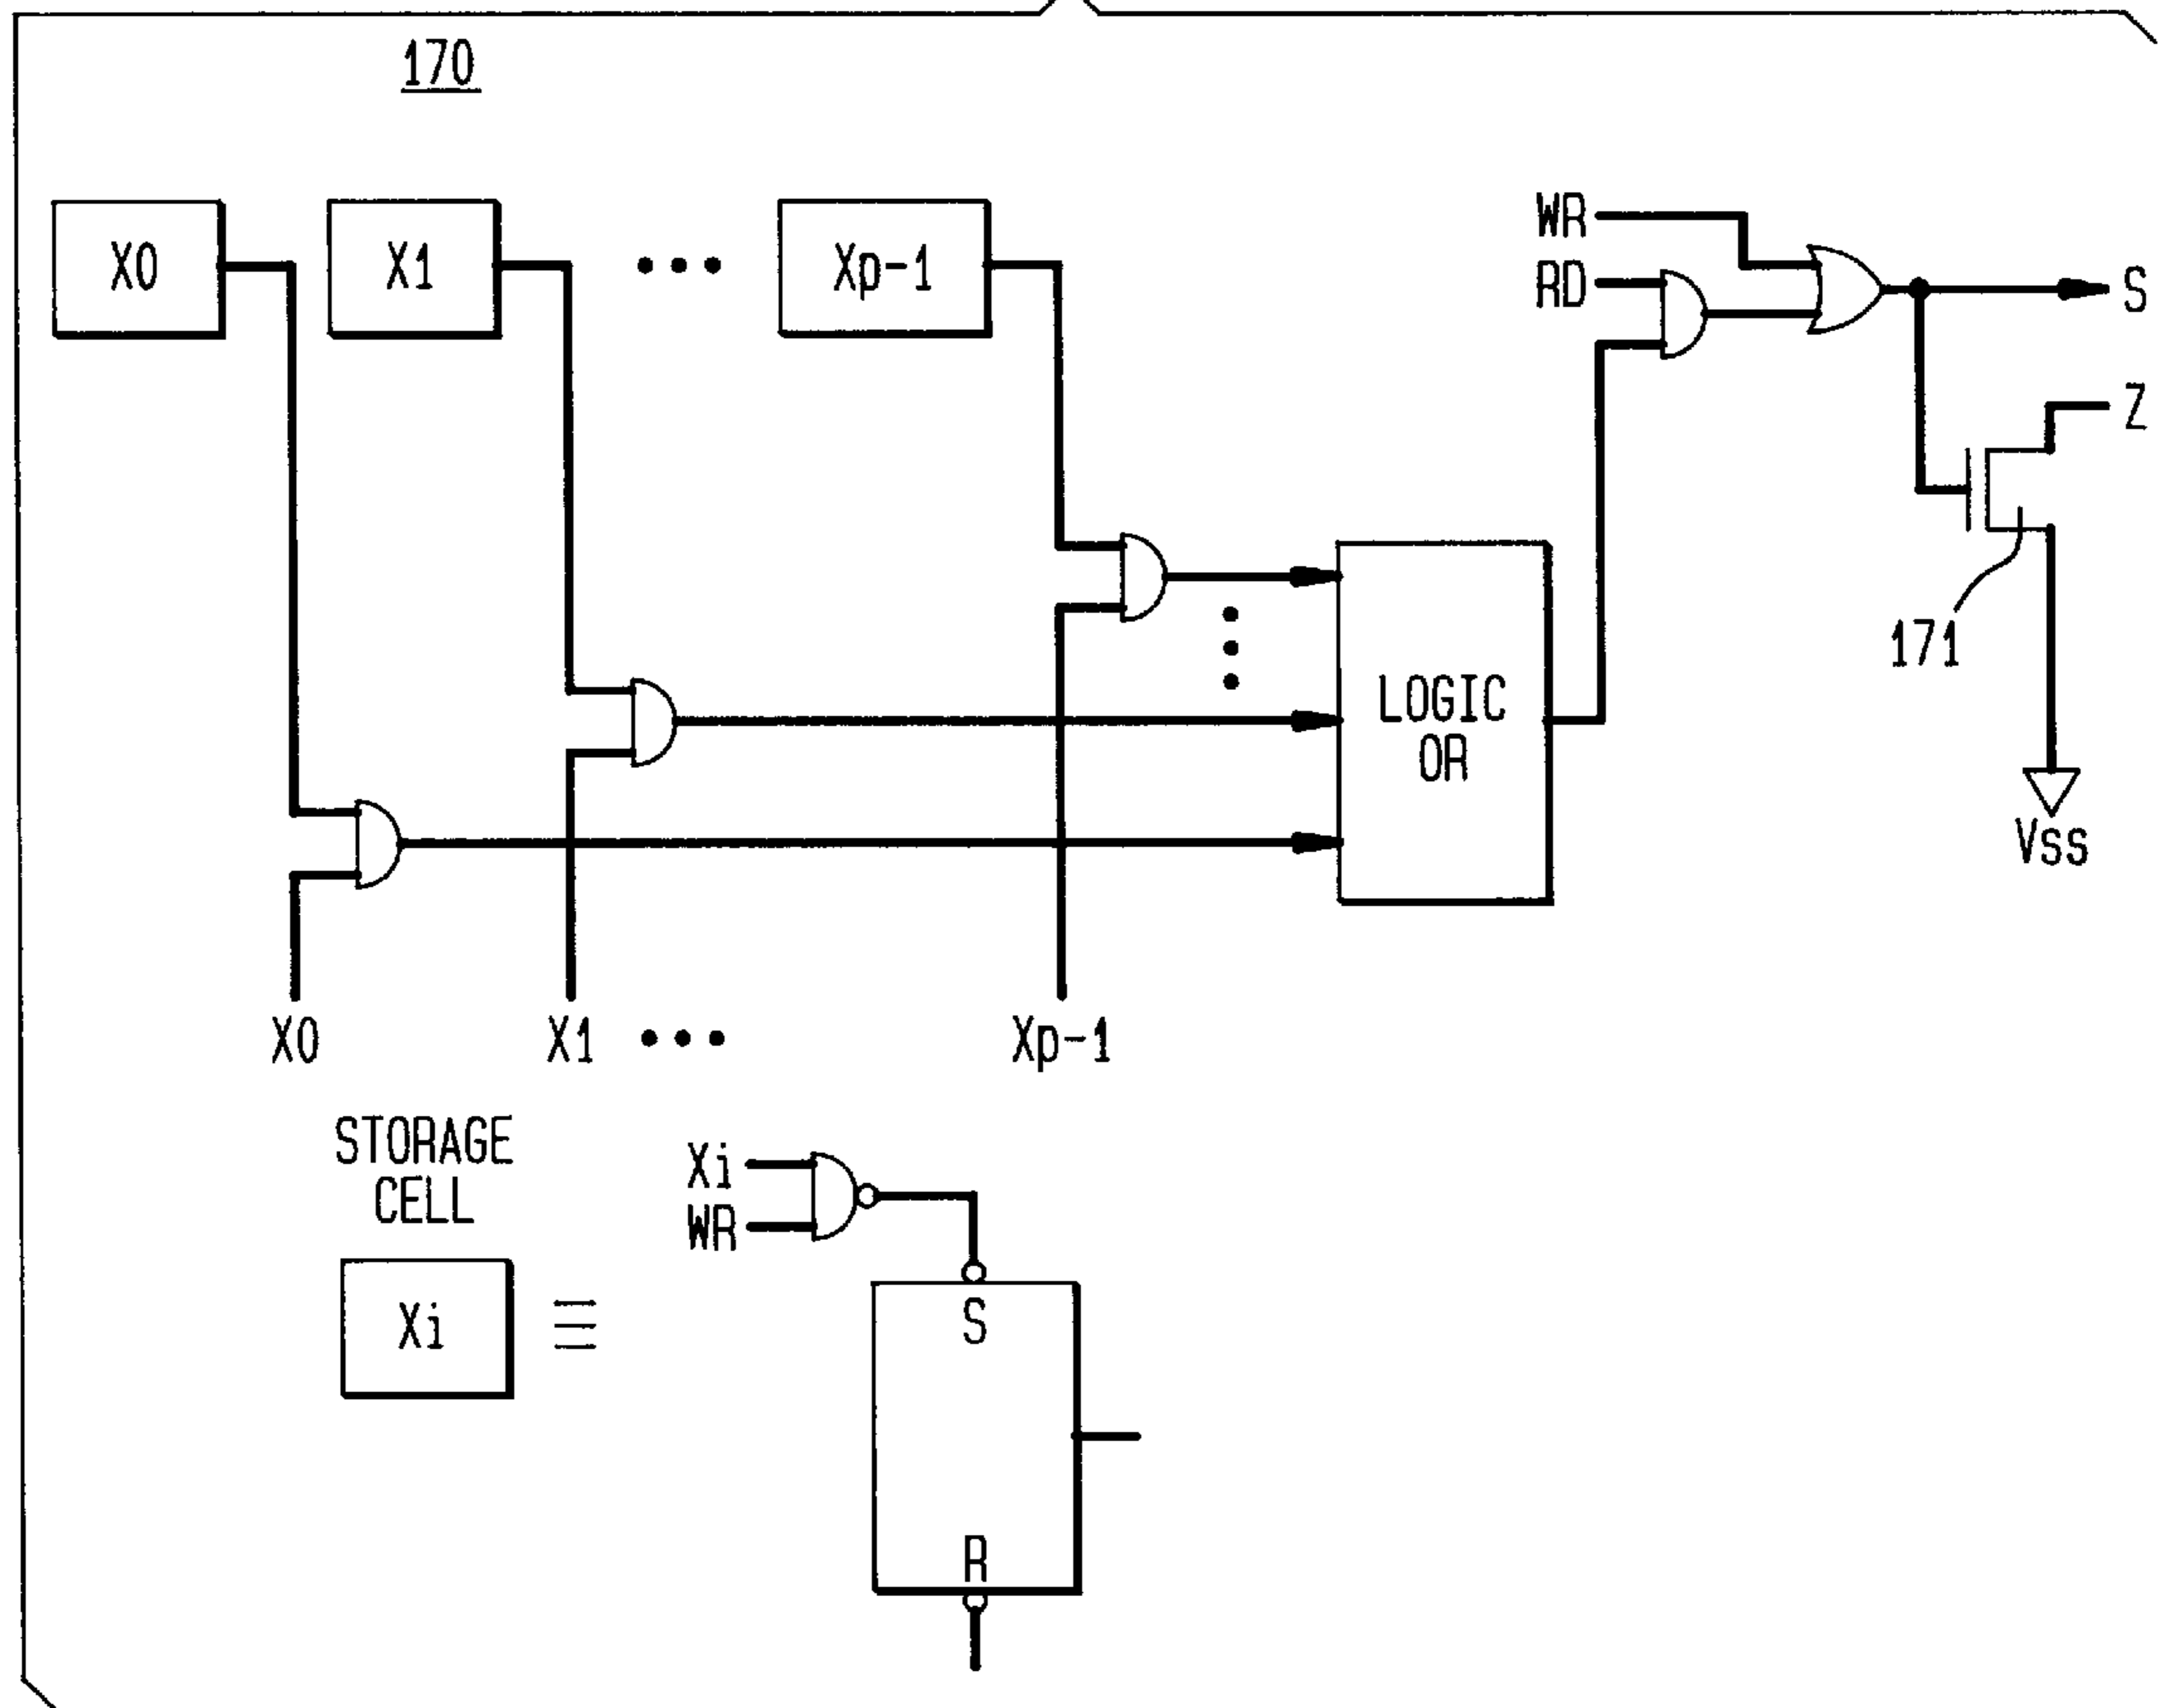 170
X0
X1
Xp-1
WR
RD
S
Z
171
LOGIC
OR
Vss
X0
X1
Xp-1
STORAGE
CELL
Xi
WR
Xi
S
R